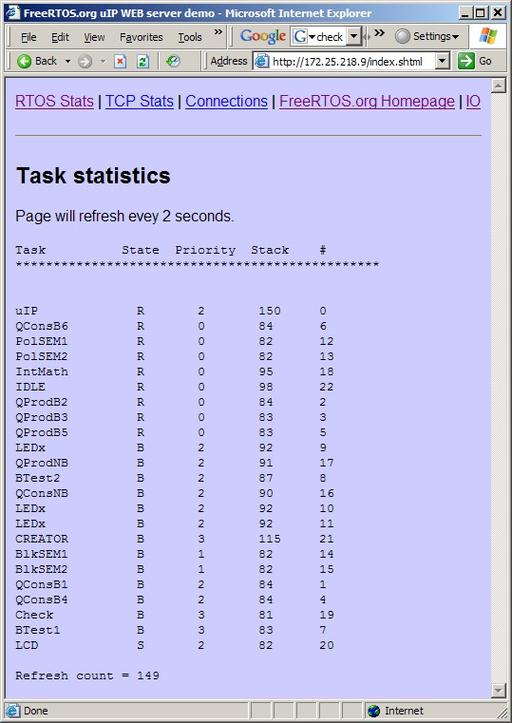 FreeRTOS.org uIP WEB server demo - Microsoft Internet Explorer
File Edit View Favorites Tools » Google G check » Settings
Back » Address http://172.25.218.9/index.shtml Go
RTOS Stats | TCP Stats | Connections | FreeRTOS.org Homepage | IO
Task statistics
Page will refresh evey 2 seconds.
Task State Priority Stack #
************************************************
uIP R 2 150 0
QConsB6 R 0 84 6
PolSEM1 R 0 82 12
PolSEM2 R 0 82 13
IntMath R 0 95 18
IDLE R 0 98 22
QProdB2 R 0 84 2
QProdB3 R 0 83 3
QProdB5 R 0 83 5
LEDx B 2 92 9
QProdNB B 2 91 17
BTest2 B 2 87 8
QConsNB B 2 90 16
LEDx B 2 92 10
LEDx B 2 92 11
CREATOR B 3 115 21
BlkSEM1 B 1 82 14
BlkSEM2 B 1 82 15
QConsB1 B 2 84 1
QConsB4 B 2 84 4
Check B 3 81 19
BTest1 B 3 83 7
LCD S 2 82 20
Refresh count = 149
Done Internet